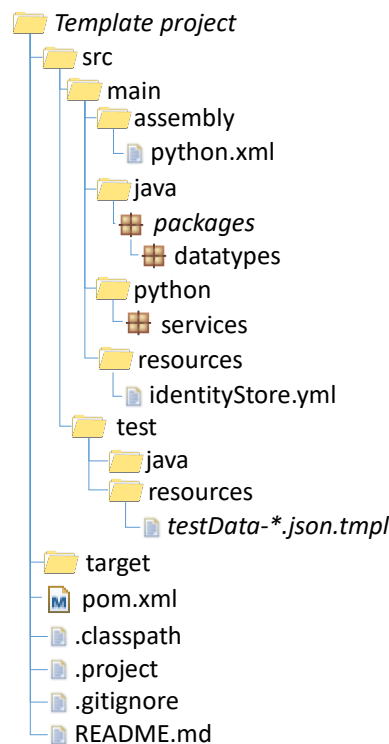 Template project
src
main
assembly
python.xml
java
packages
datatypes
python
services
resources
identityStore.yml
test
java
resources
testData-*.json.tmpl
target
M
pom.xml
.classpath
.project
.gitignore
README.md